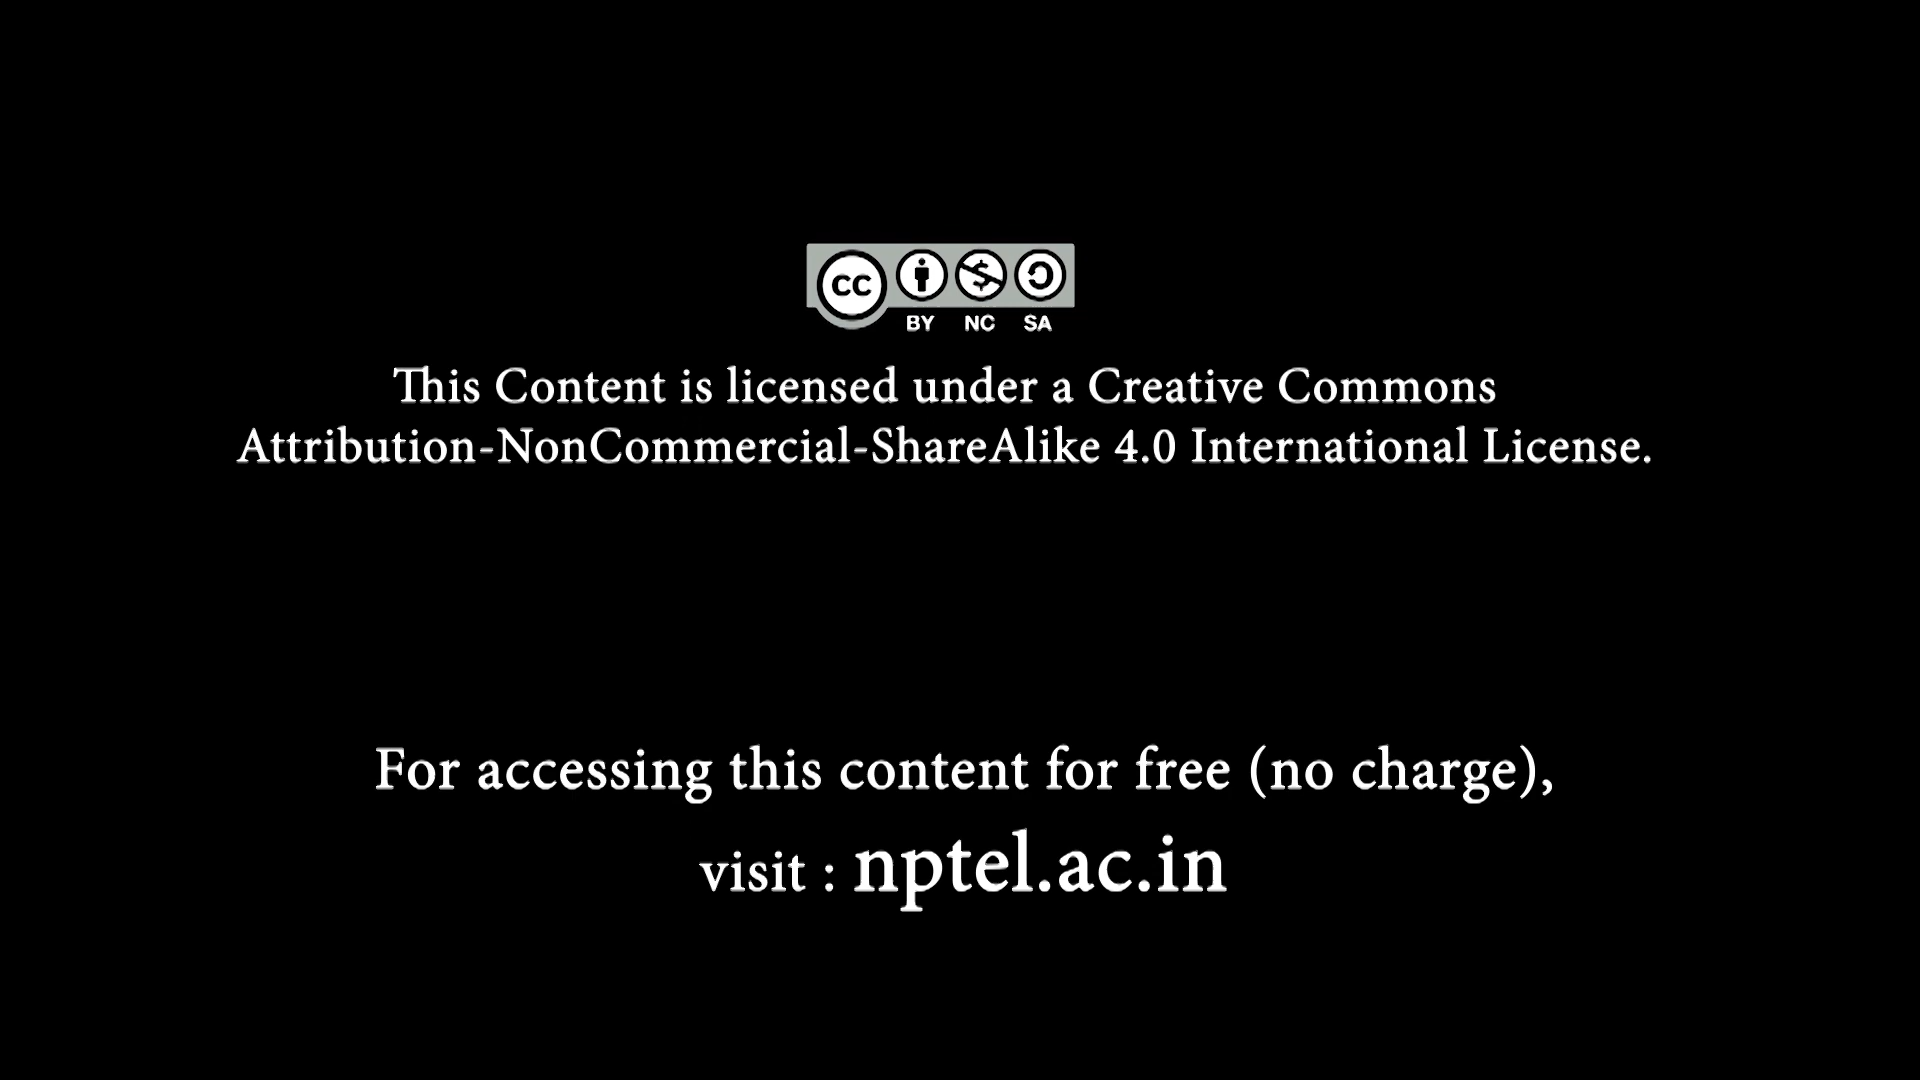 cc
BY NC SA
This Content is licensed under a Creative Commons
Attribution-NonCommercial-ShareAlike 4.0 International License.
For accessing this content for free (no charge),
visit : nptel.ac.in